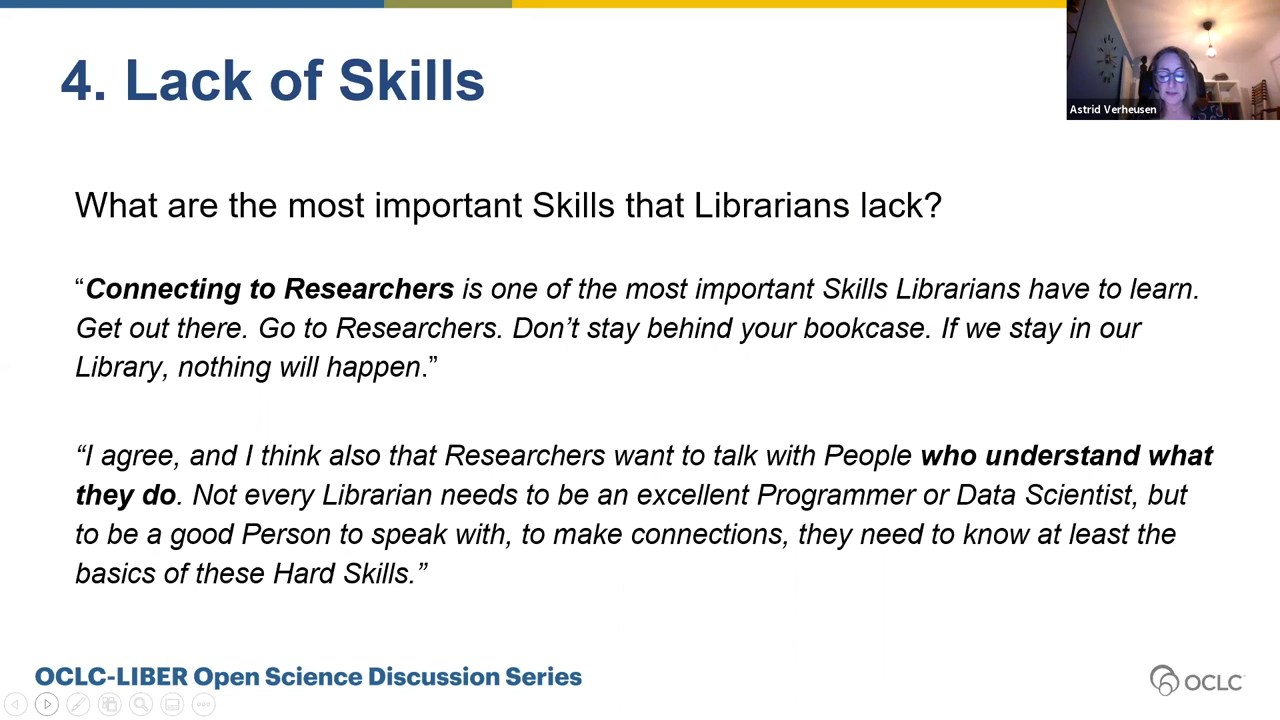 4. Lack of Skills
Astrid Verheusen
What are the most important Skills that Librarians lack?
“Connecting to Researchers is one of the most important Skills Librarians have to learn.
Get out there. Go to Researchers. Don’t stay behind your bookcase. If we stay in our
Library, nothing will happen.”
“I agree, and I think also that Researchers want to talk with People who understand what
they do. Not every Librarian needs to be an excellent Programmer or Data Scientist, but
to be a good Person to speak with, to make connections, they need to know at least the
basics of these Hard Skills.”
OCLC-LIBER Open Science Discussion Series
OCLC